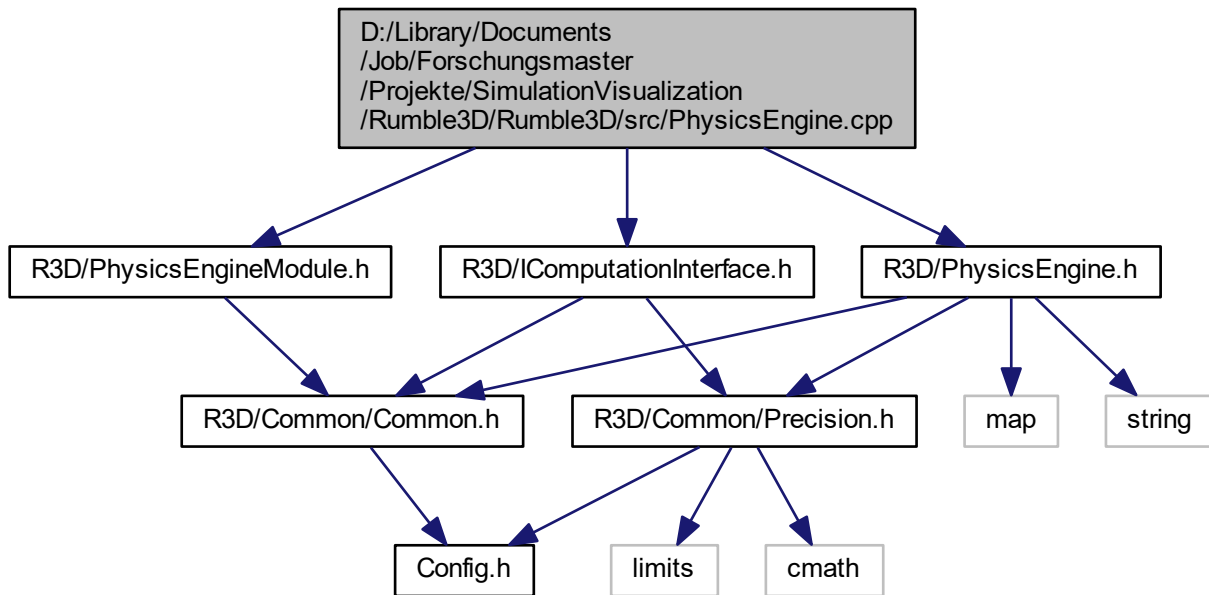 D:/Library/Documents
/Job/Forschungsmaster
/Projekte/SimulationVisualization
/Rumble3D/Rumble3D/src/PhysicsEngine.cpp
R3D/PhysicsEngineModule.h
R3D/IComputationInterface.h
R3D/PhysicsEngine.h
R3D/Common/Common.h
R3D/Common/Precision.h
map
string
Config.h
limits
cmath